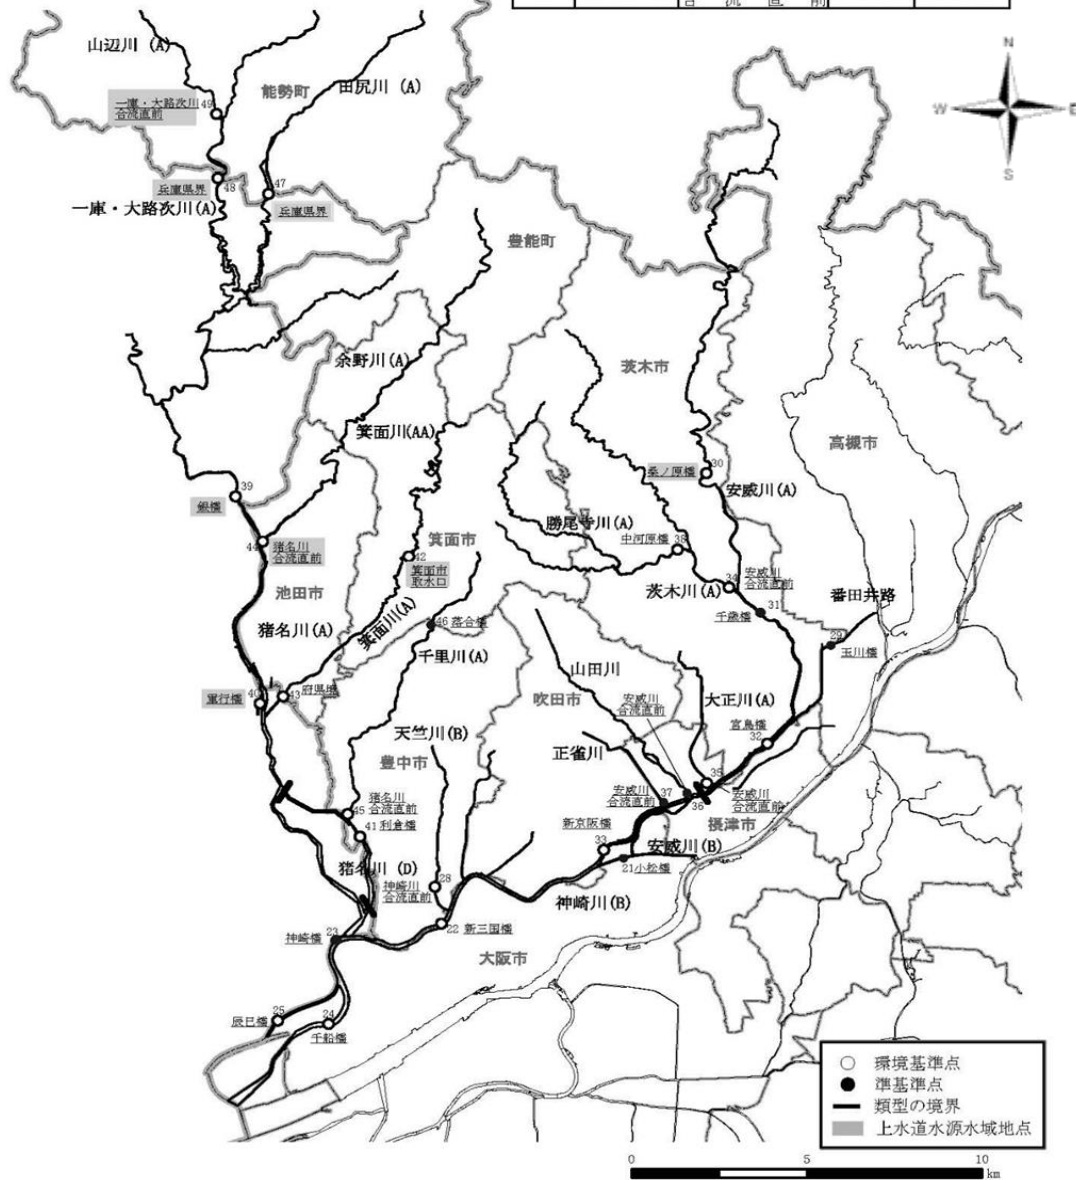 合 流 直 前
山辺川 (A)
能勢町
田尻川 (A)
一庫・大路次川
合流直前
49
兵庫県界
48
47
兵庫県界
一庫・大路次川(A)
豊能町
余野川(A)
茨木市
箕面川(AA)
高槻市
39
銀橋
桑ノ原橋
30
安威川(A)
勝尾寺川(A)
中河原橋
38
44
猪名川
合流直前
箕面市
42
箕面市
取水口
池田市
34
安威川
合流直前
茨木川(A)
31
千歳橋
番田井路
29
玉川橋
猪名川(A)
箕面川(A)
46 落合橋
千里川(A)
山田川
吹田市
安威川
合流直前
大正川(A)
軍行橋
40
43
府県境
宮鳥橋
32
天竺川(B)
豊中市
正雀川
猪名川
合流直前
45
安威川
合流直前
37
36
35
安威川
合流直前
摂津市
41
利倉橋
新京阪橋
33
安威川(B)
21小松橋
猪名川 (D)
神崎川
合流直前
28
神崎川(B)
22
新三国橋
神崎橋
23
大阪市
辰巳橋
25
24
千船橋
N
W
E
S
環境基準点
準基準点
類型の境界
上水道水源水域地点
0
5
10
km